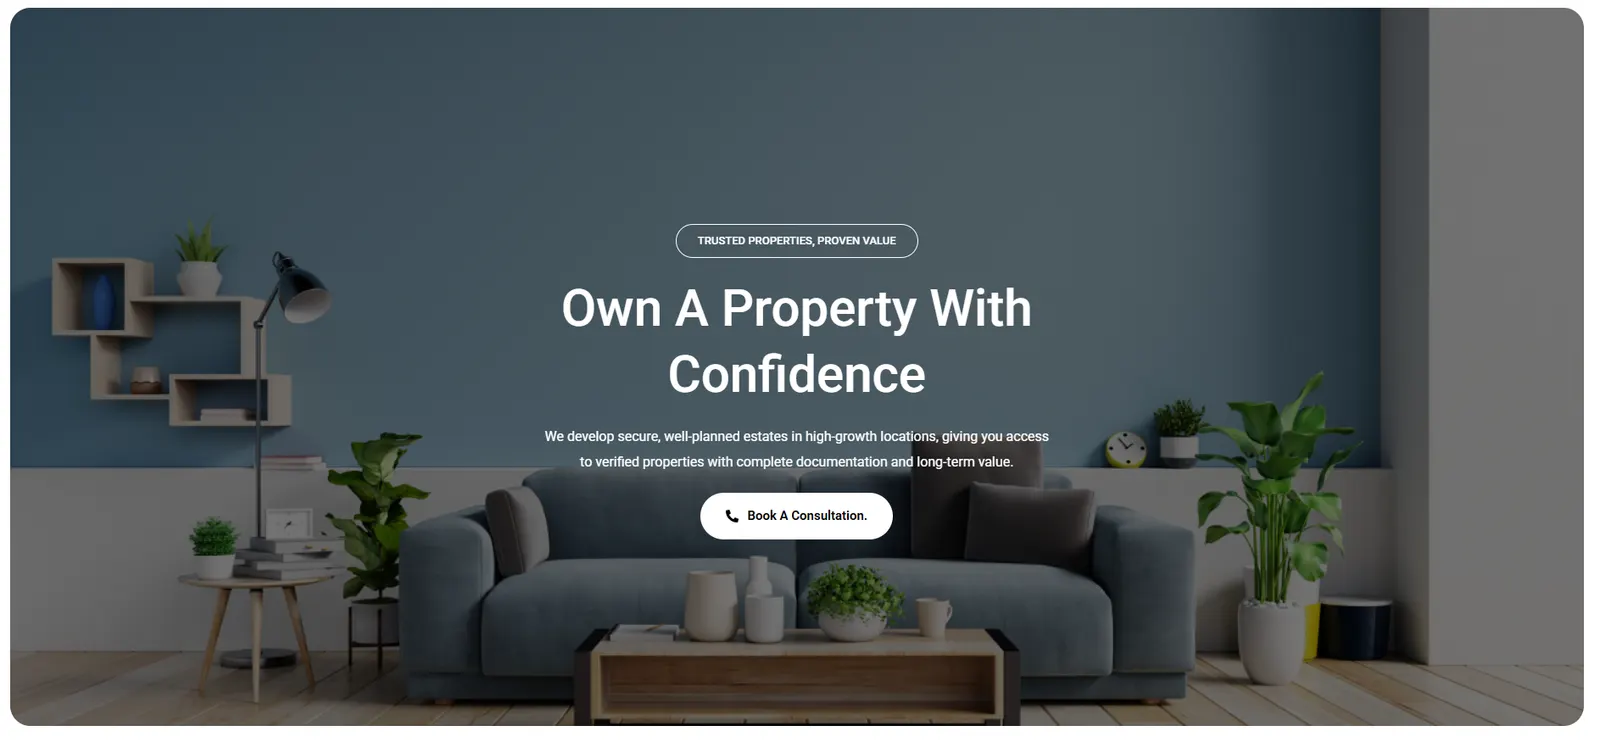 TRUSTED PROPERTIES, PROVEN VALUE
Own A Property With
Confidence
We develop secure, well-planned estates in high-growth locations, giving you access
to verified properties with complete documentation and long-term value.
Book A Consultation.